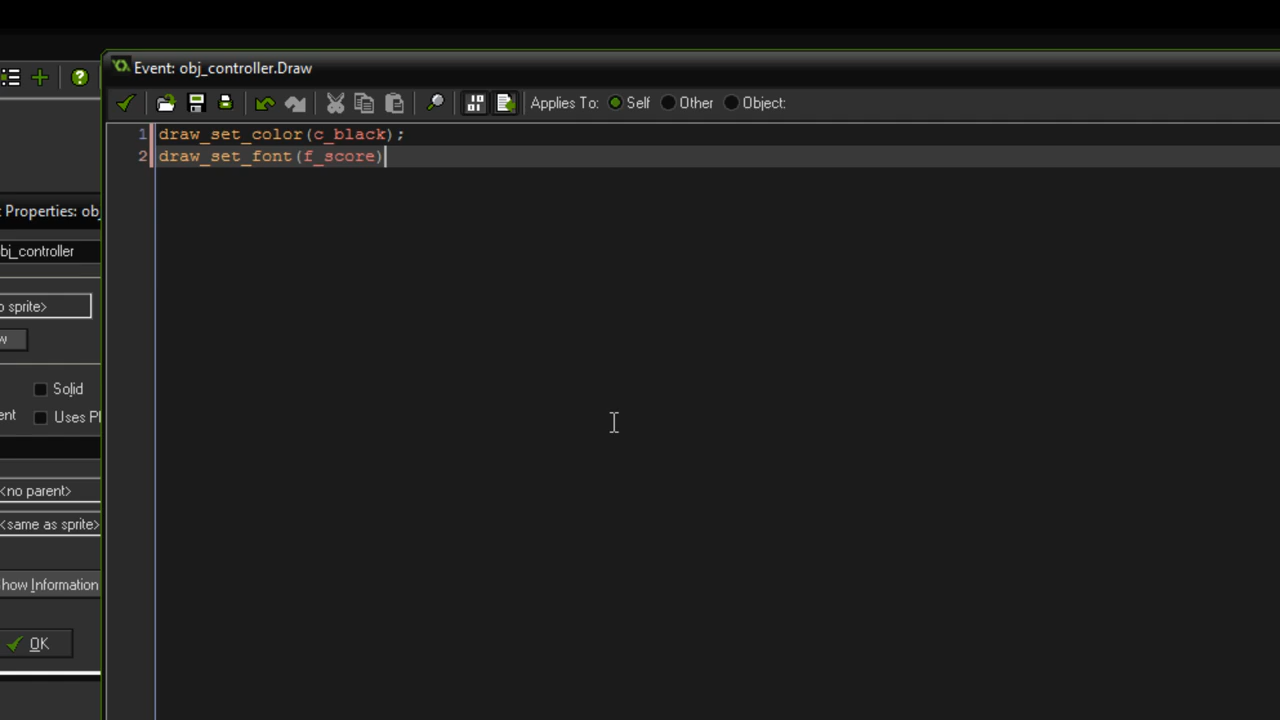 Event: obj_controller.Draw
Applies To: Self Other Object:
1 draw_set_color(c_black);
2 draw_set_font(f_score)
Properties: obj_
bj_controller
sprite>
Solid
ent Uses P
<no parent>
<same as sprite>
how Information
OK